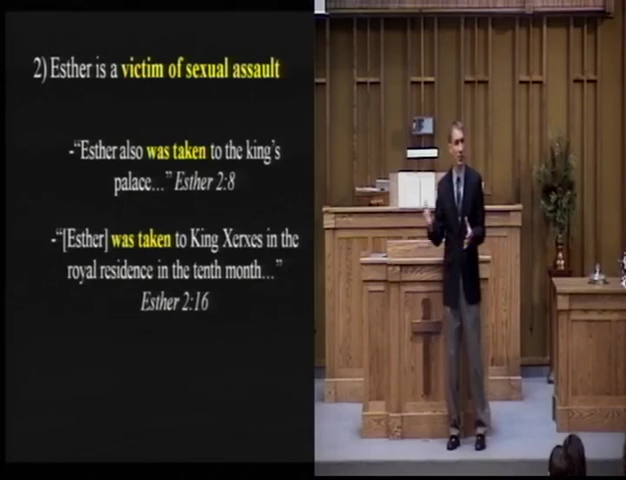 2) Esther is a victim of sexual assault
-“Esther also was taken to the king’s
palace…” Esther 2:8
-“[Esther] was taken to King Xerxes in the
royal residence in the tenth month…”
Esther 2:16